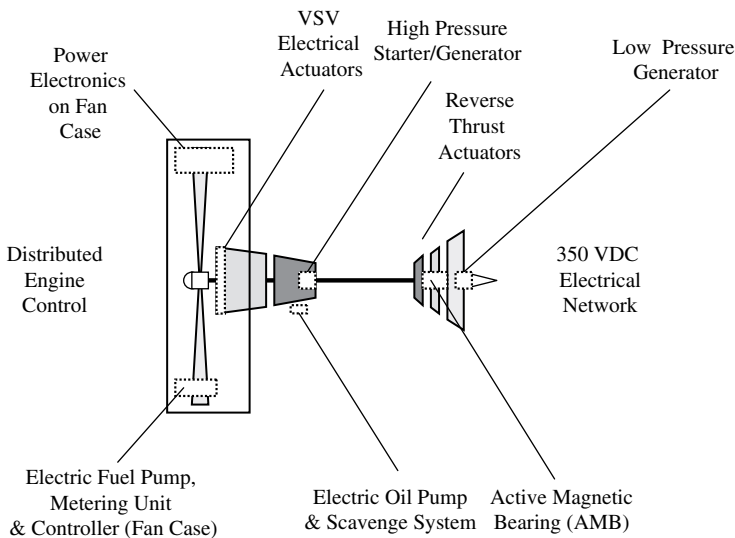 VSV
Electrical
Actuators
High Pressure
Starter/Generator
Low Pressure
Generator
Power
Electronics
on Fan
Case
Reverse
Thrust
Actuators
Distributed
Engine
Control
350 VDC
Electrical
Network
Electric Fuel Pump,
Metering Unit
& Controller (Fan Case)
Electric Oil Pump
& Scavenge System
Active Magnetic
Bearing (AMB)